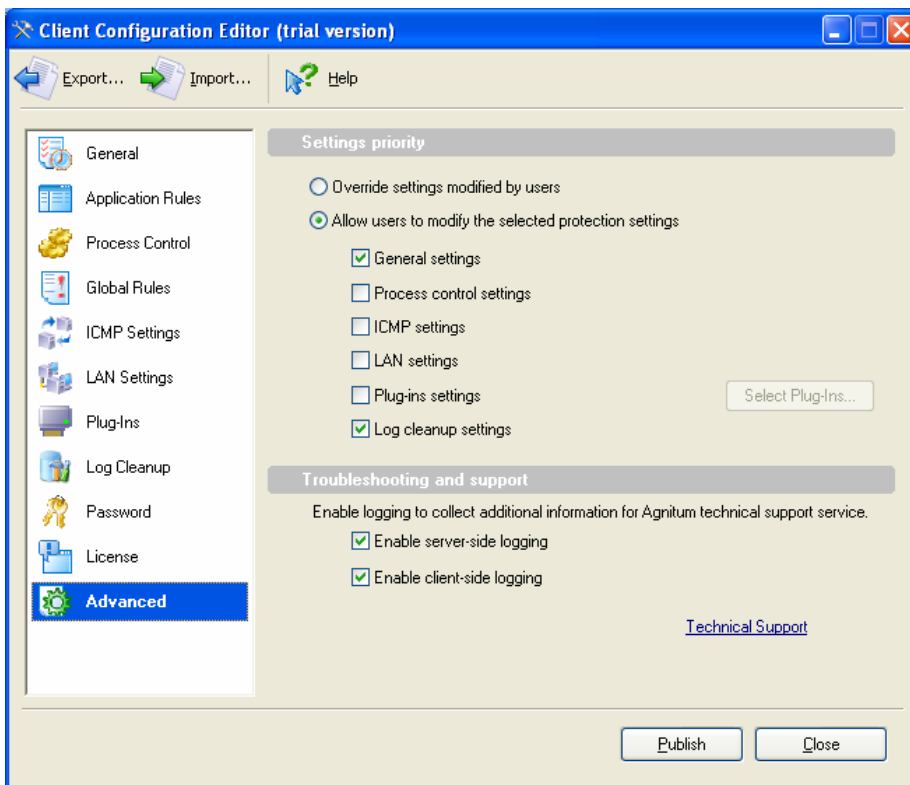 Client Configuration Editor (trial version)
Export... Import... Help
General
Application Rules
Process Control
Global Rules
ICMP Settings
LAN Settings
Plug-Ins
Log Cleanup
Password
License
Advanced
Settings priority
Override settings modified by users
Allow users to modify the selected protection settings
General settings
Process control settings
ICMP settings
LAN settings
Plug-ins settings
Select Plug-Ins...
Log cleanup settings
Troubleshooting and support
Enable logging to collect additional information for Agnitum technical support service.
Enable server-side logging
Enable client-side logging
Technical Support
Publish Close